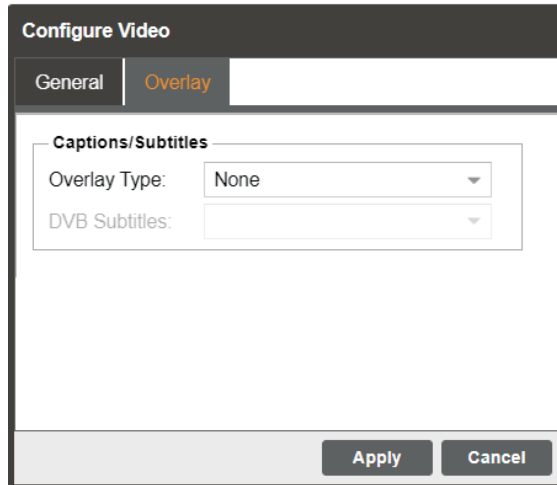 Configure Video
General Overlay
Captions/Subtitles
Overlay Type: None
DVB Subtitles:
Apply Cancel